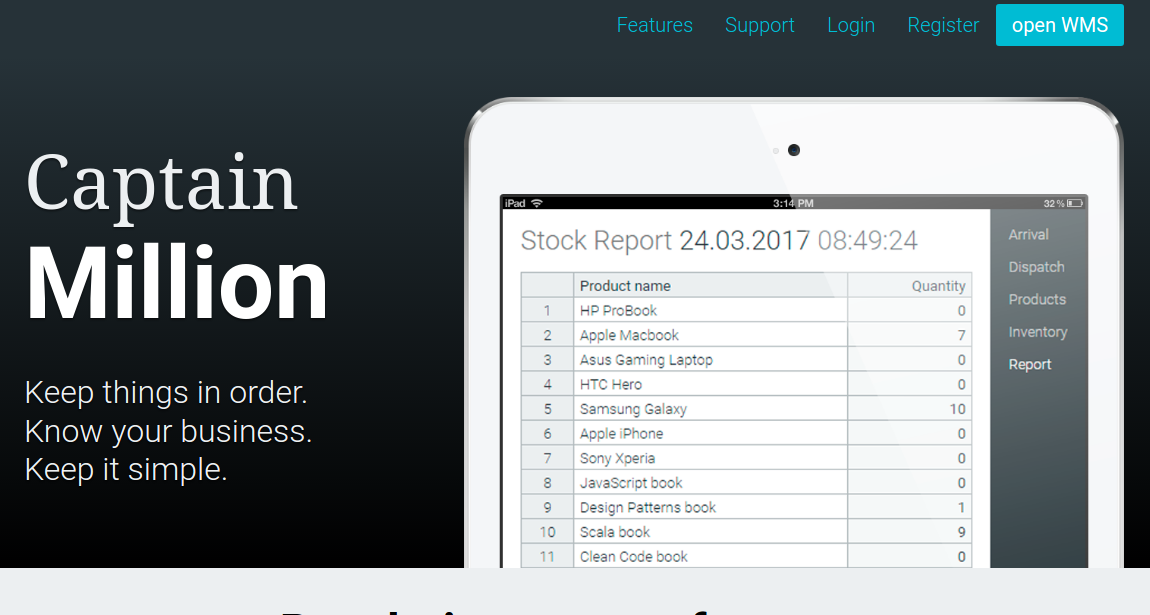 Features Support Login Register open WMS
Captain
Million
Keep things in order.
Know your business.
Keep it simple.
iPad 3:14 PM 32 %
Stock Report 24.03.2017 08:49:24
Product name Quantity
1 HP ProBook 0
2 Apple Macbook 7
3 Asus Gaming Laptop 0
4 HTC Hero 0
5 Samsung Galaxy 10
6 Apple iPhone 0
7 Sony Xperia 0
8 JavaScript book 0
9 Design Patterns book 1
10 Scala book 9
11 Clean Code book 0
Arrival
Dispatch
Products
Inventory
Report